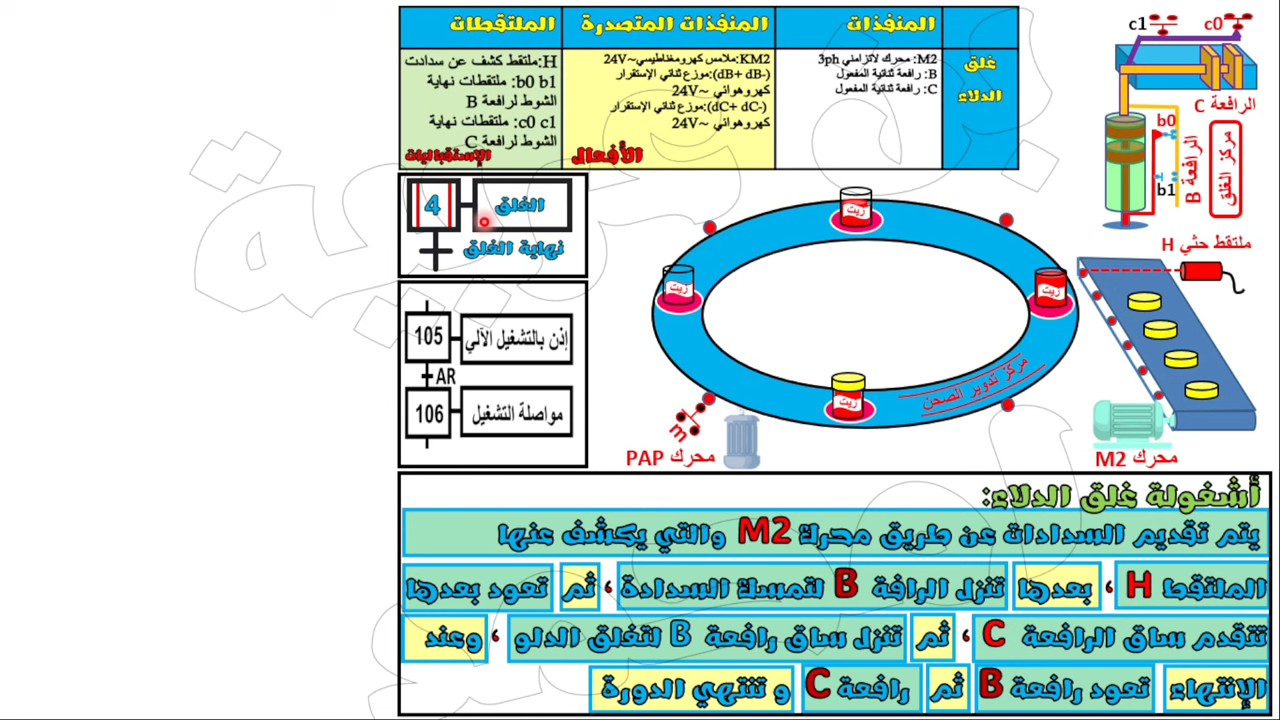 المنفذات
المنفذات المتصدرة
الملتقطات
غلق
الدلاء
M2: محرك لاتزامني 3ph
B: رافعة ثنائية المفعول
C: رافعة ثنائية المفعول
KM2:ملامس كهرومغناطيسي~24V
(dB+ dB-):موزع ثنائي الإستقرار
كهروهوائي ~24V
(dC+ dC-):موزع ثنائي الإستقرار
كهروهوائي ~24V
الأفعال
H:ملتقط كشف عن سدادت
b0 b1: ملتقطات نهاية
الشوط لرافعة B
c0 c1: ملتقطات نهاية
الشوط لرافعة C
الإستقباليات
c1
c0
الرافعة C
b0
b1
الرافعة B
مركز الغلق
ملتقط حثي H
4
الغلق
نهاية الغلق
105
إذن بالتشغيل الآلي
AR
106
مواصلة التشغيل
زيت
زيت
زيت
زيت
مركز تدوير الصحن
m
محرك PAP
محرك M2
أشغولة غلق الدلاء:
يتم تقديم السدادات عن طريق محرك M2 والتي يكشف عنها
الملتقط H ، بعدها تنزل الرافة B لتمسك السدادة ، ثم تعود بعدها
تتقدم ساق الرافعة C ، ثم تنزل ساق رافعة B لتغلق الدلو ، وعند
الإنتهاء تعود رافعة B ثم رافعة C و تنتهي الدورة